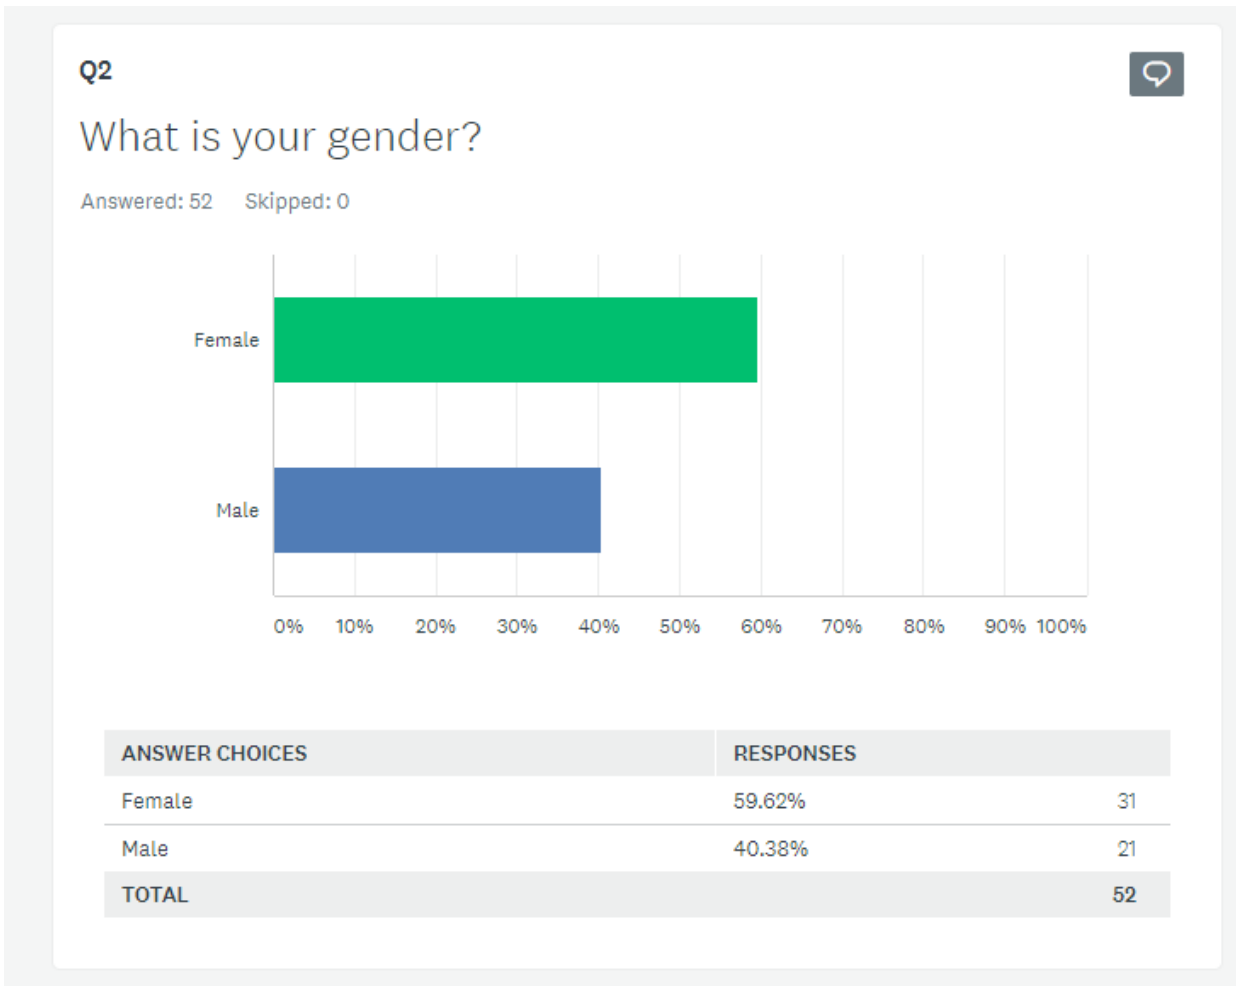 Q2
What is your gender?
Answered: 52 Skipped: 0
Female
Male
0% 10% 20% 30% 40% 50% 60% 70% 80% 90% 100%
ANSWER CHOICES RESPONSES
Female 59.62% 31
Male 40.38% 21
TOTAL 52